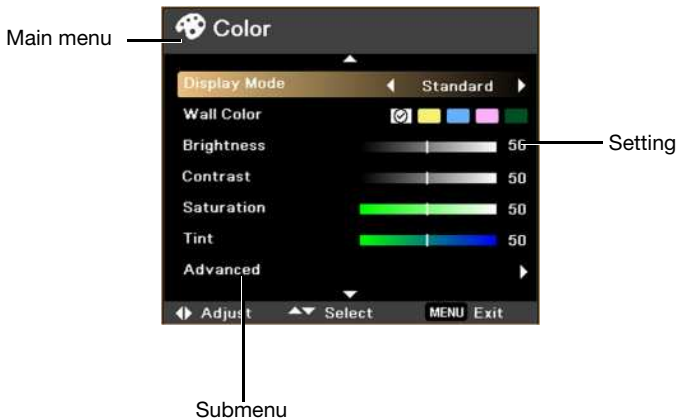 Main menu
Color
Display Mode Standard
Wall Color
Brightness 50
Setting
Contrast 50
Saturation 50
Tint 50
Advanced
Adjust Select MENU Exit
Submenu